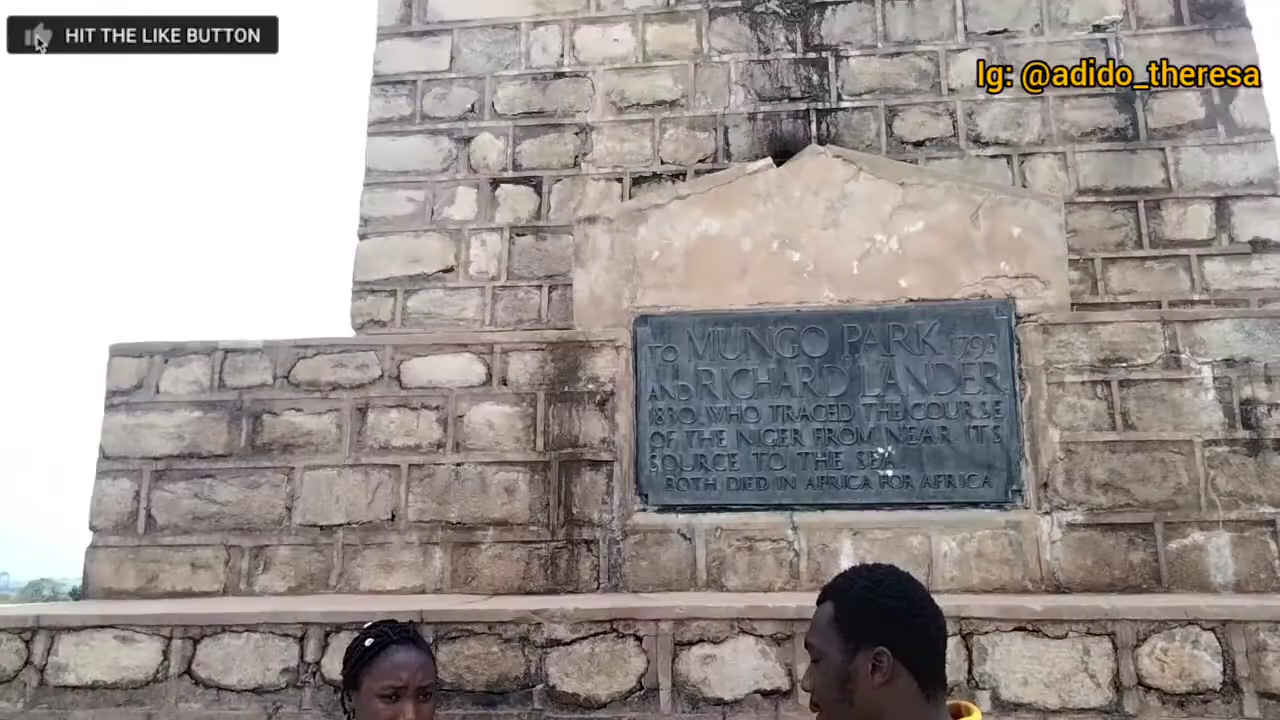 HIT THE LIKE BUTTON
Ig: @adido_theresa
TO MUNGO PARK 1795
AND RICHARD LANDER
1830. WHO TRACED THE COURSE
OF THE NIGER FROM NEAR ITS
SOURCE TO THE SEA.
BOTH DIED IN AFRICA FOR AFRICA